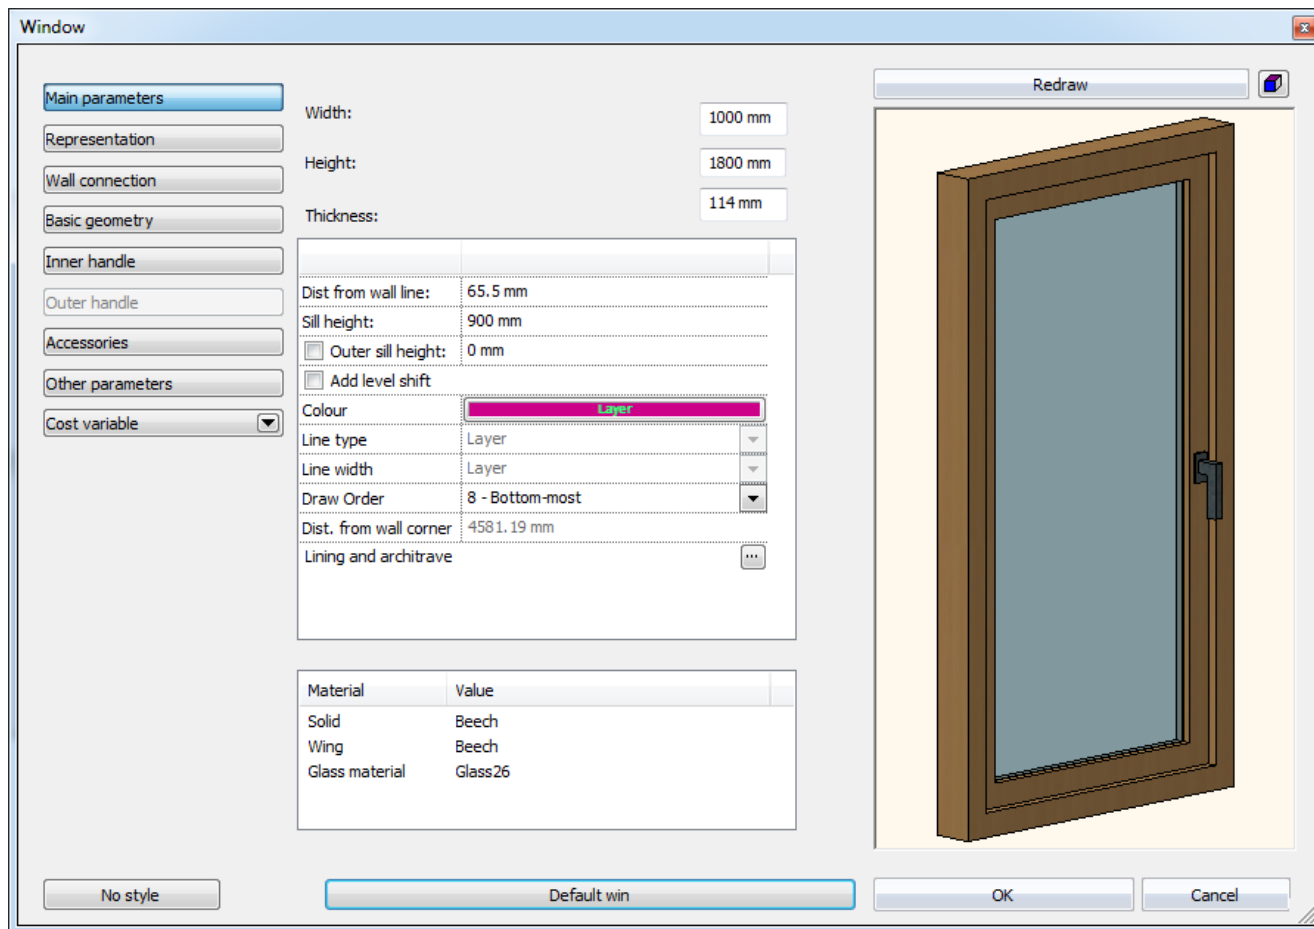 Window
Main parameters
Representation
Wall connection
Basic geometry
Inner handle
Outer handle
Accessories
Other parameters
Cost variable
Width: 1000 mm
Height: 1800 mm
Thickness: 114 mm
Dist from wall line: 65.5 mm
Sill height: 900 mm
Outer sill height: 0 mm
Add level shift
Colour Layer
Line type Layer
Line width Layer
Draw Order 8 - Bottom-most
Dist. from wall corner 4581.19 mm
Lining and architrave ...
Material Value
Solid Beech
Wing Beech
Glass material Glass26
Redraw
No style
Default win
OK
Cancel